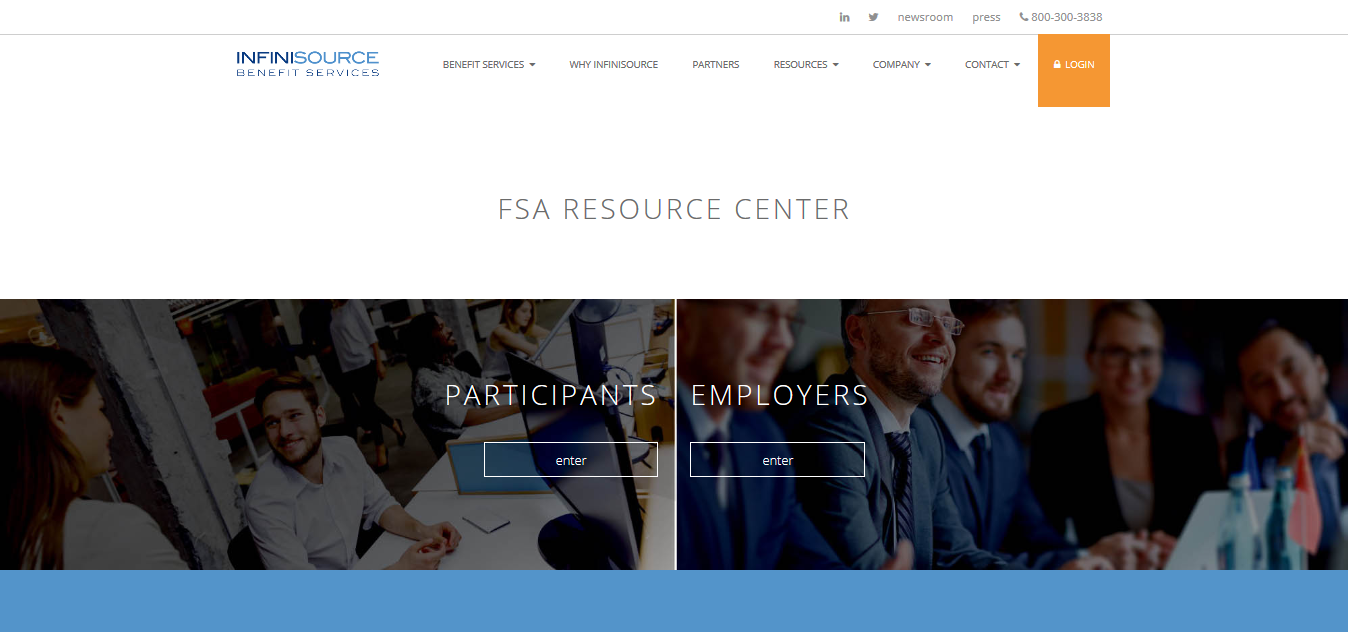 newsroom press 800-300-3838
INFINISOURCE
BENEFIT SERVICES
BENEFIT SERVICES WHY INFINISOURCE PARTNERS RESOURCES COMPANY CONTACT LOGIN
FSA RESOURCE CENTER
PARTICIPANTS EMPLOYERS
enter enter